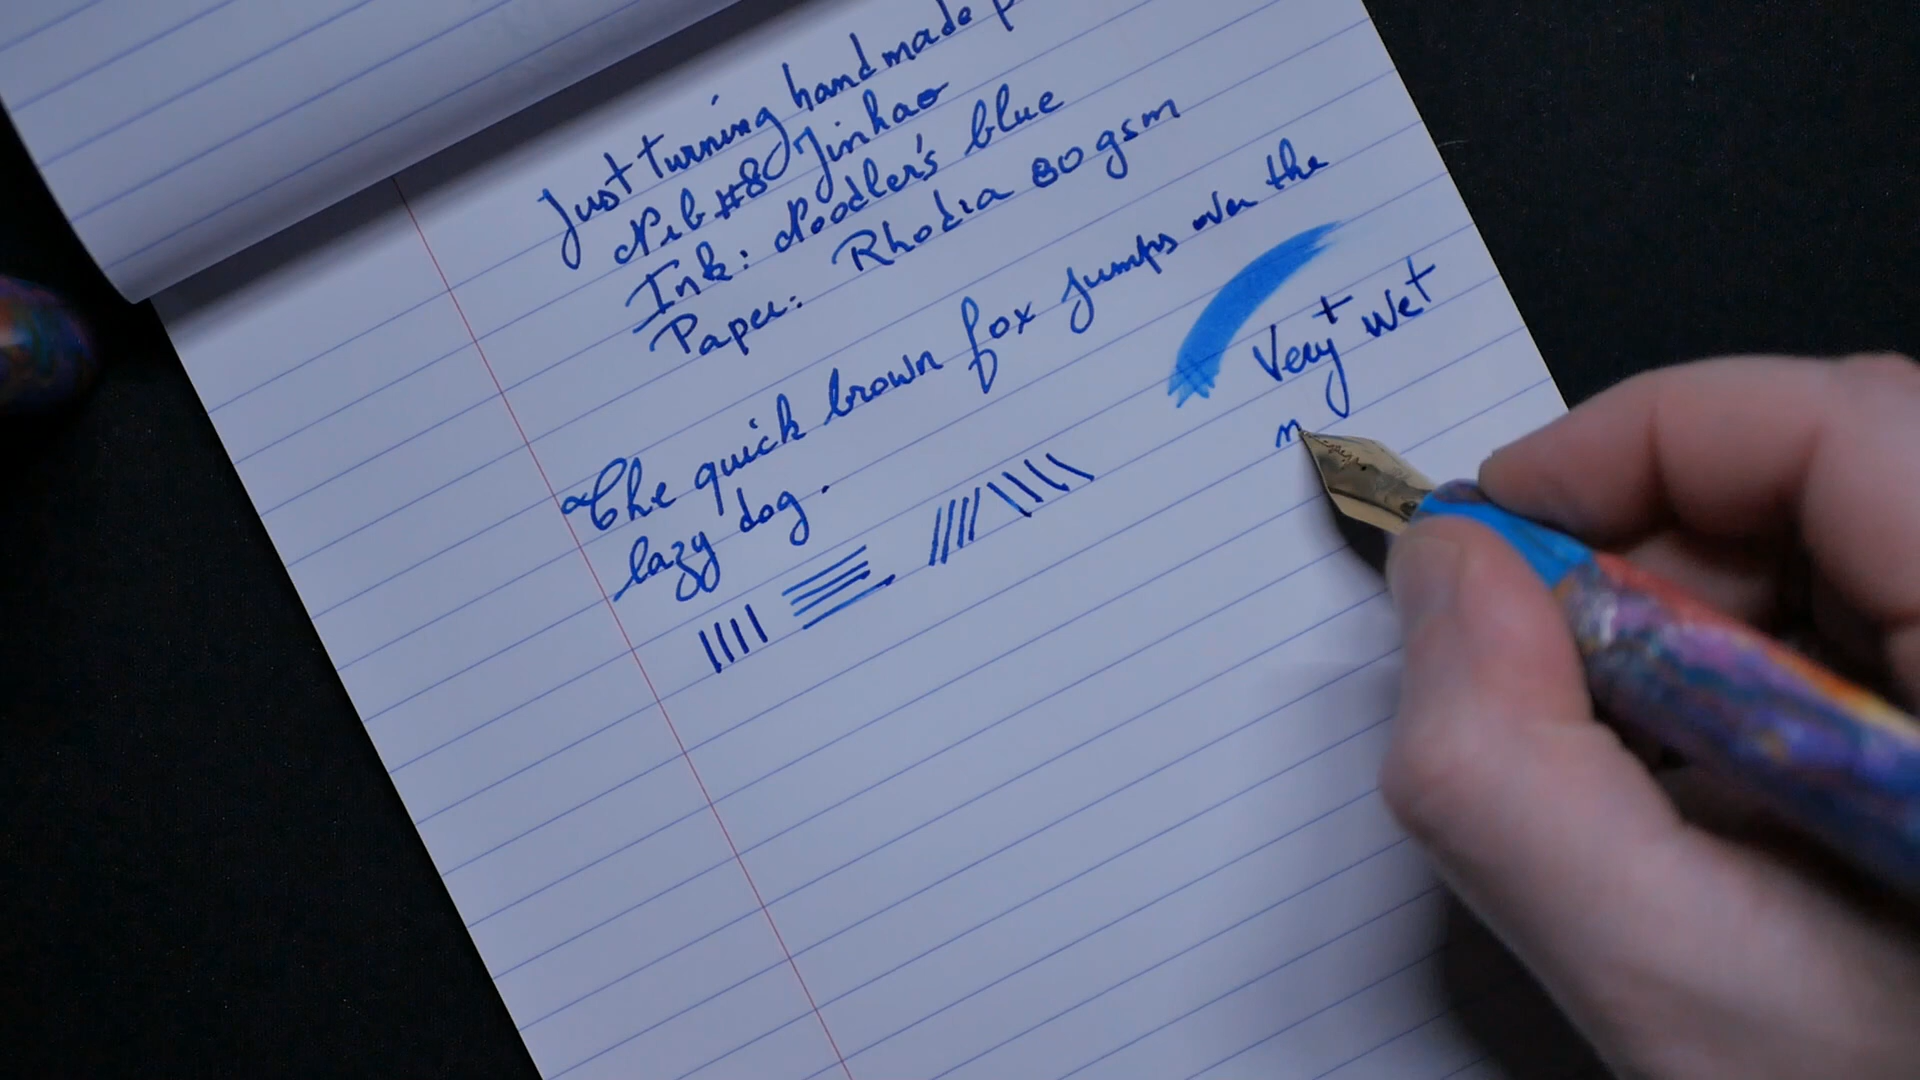 Just turning handmade p
Nib #8 Jinhao
Ink: Noodler's blue
Paper: Rhodia 80 gsm
The quick brown fox jumps over the
lazy dog.
Very wet
n